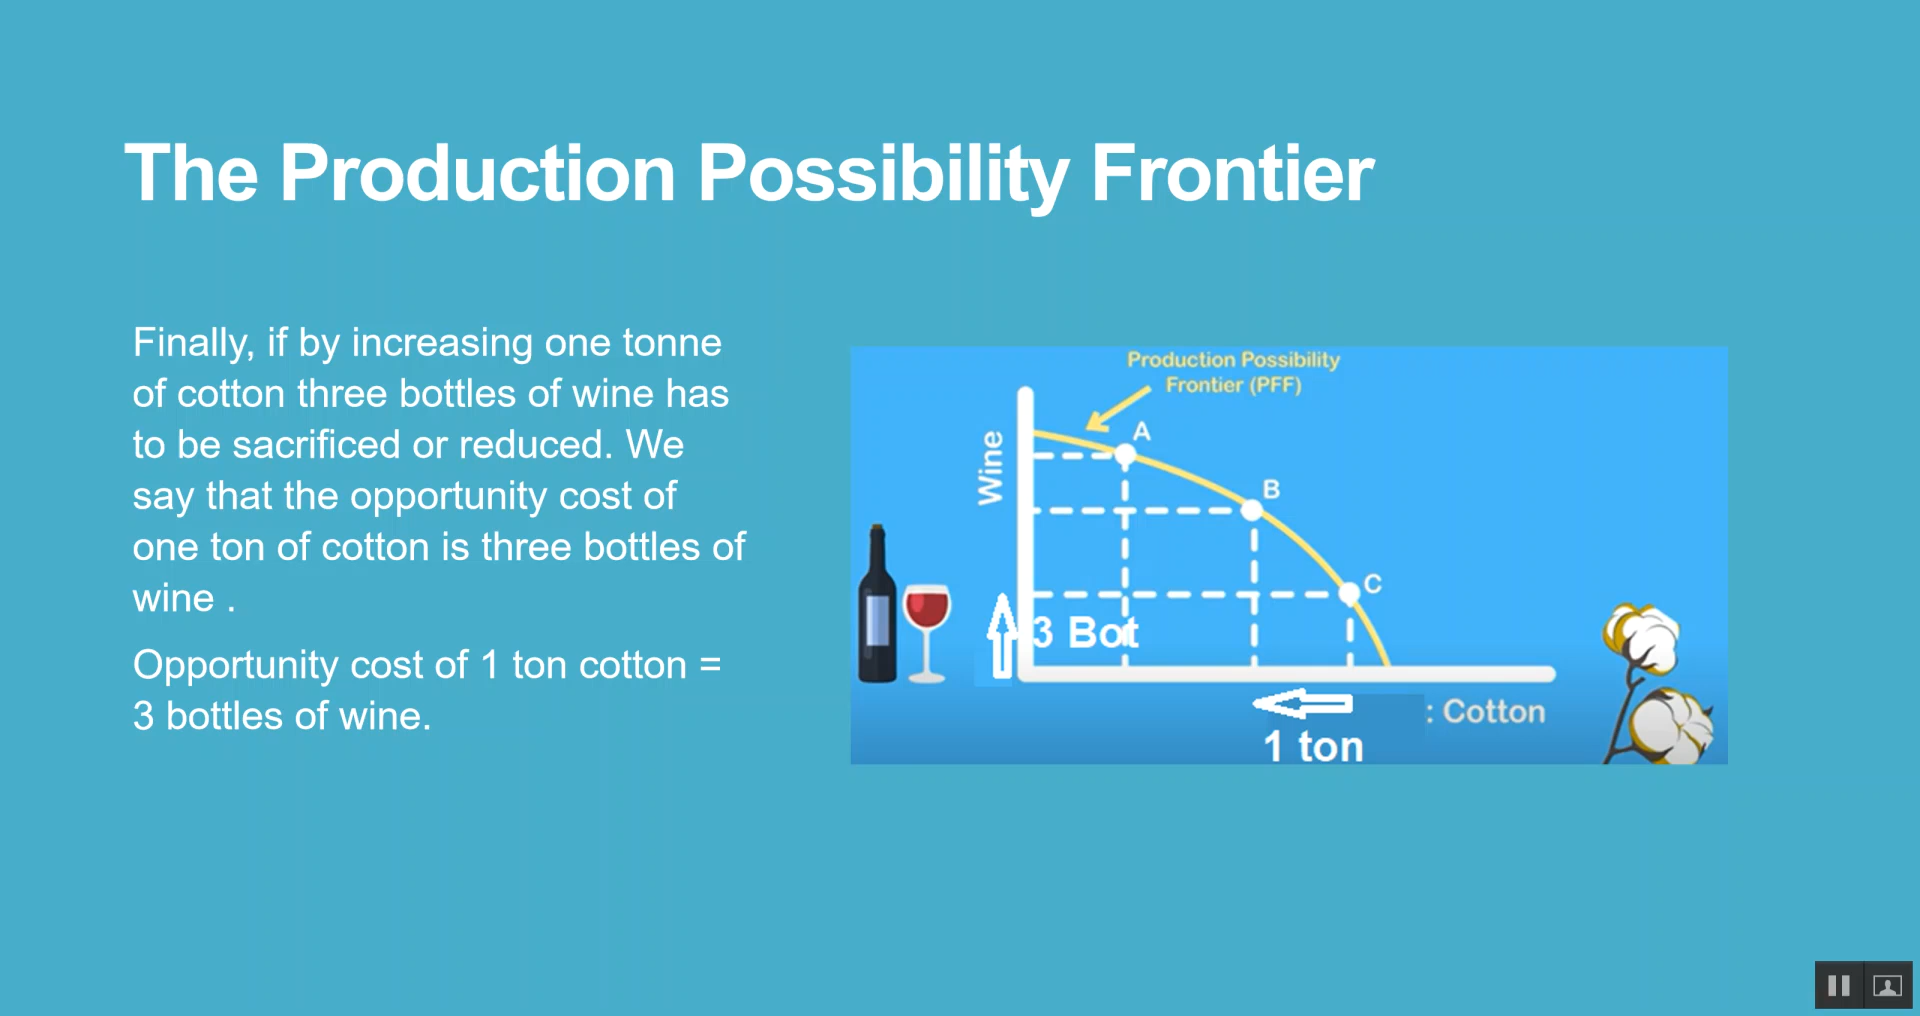 The Production Possibility Frontier
Finally, if by increasing one tonne
of cotton three bottles of wine has
to be sacrificed or reduced. We
say that the opportunity cost of
one ton of cotton is three bottles of
wine .
Opportunity cost of 1 ton cotton =
3 bottles of wine.
Production Possibility
Frontier (PFF)
Wine
A
B
C
3 Bot
: Cotton
1 ton